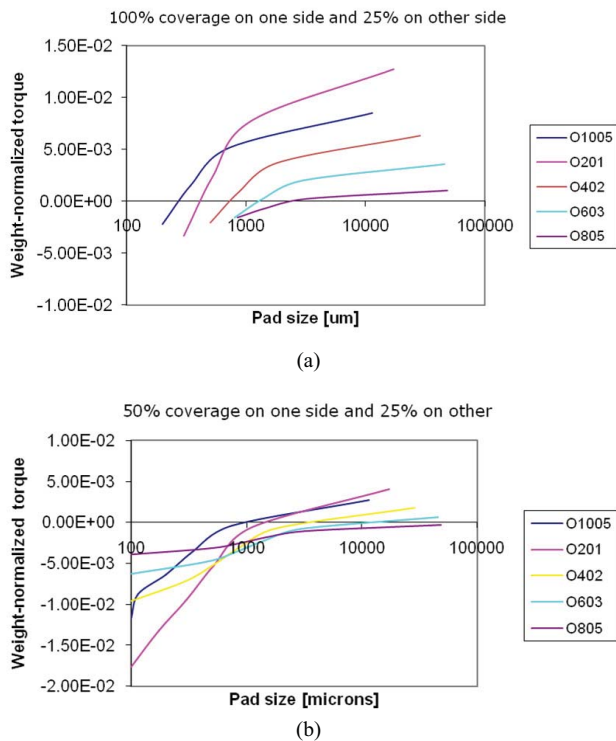 100% coverage on one side and 25% on other side
1.50E-02
1.00E-02
5.00E-03
0.00E+00
-5.00E-03
-1.00E-02
Weight-normalized torque
100 1000 10000 100000
Pad size [um]
O1005
O201
O402
O603
O805
(a)
50% coverage on one side and 25% on other
1.00E-02
5.00E-03
0.00E+00
-5.00E-03
-1.00E-02
-1.50E-02
-2.00E-02
Weight-normalized torque
100 1000 10000 100000
Pad size [microns]
O1005
O201
O402
O603
O805
(b)